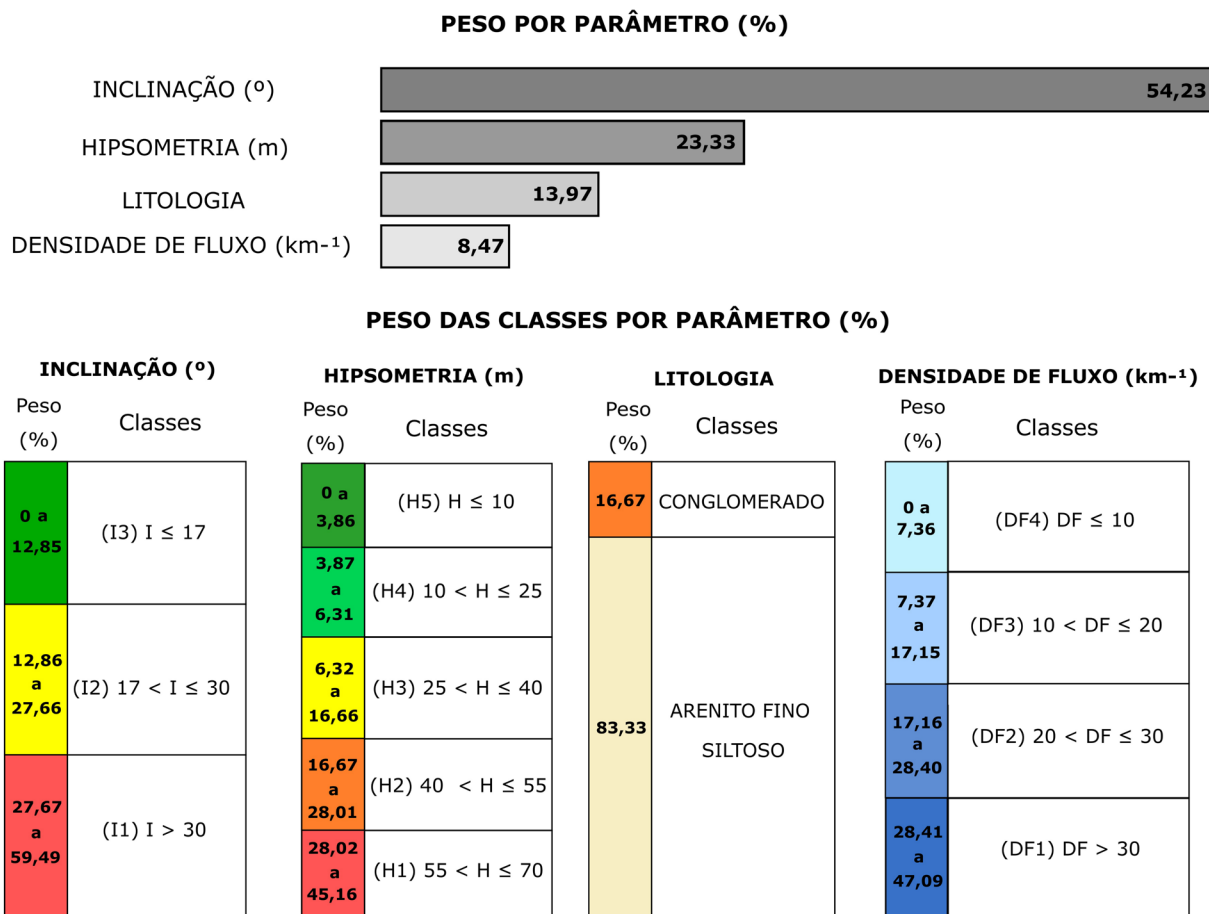 PESO POR PARÂMETRO (%)
INCLINAÇÃO (º)
54,23
HIPSOMETRIA (m)
23,33
LITOLOGIA
13,97
DENSIDADE DE FLUXO (km-¹)
8,47
PESO DAS CLASSES POR PARÂMETRO (%)
INCLINAÇÃO (º)
Peso
(%)
Classes
0 a
12,85
(I3) I ≤ 17
12,86
a
27,66
(I2) 17 < I ≤ 30
27,67
a
59,49
(I1) I > 30
HIPSOMETRIA (m)
Peso
(%)
Classes
0 a
3,86
(H5) H ≤ 10
3,87
a
6,31
(H4) 10 < H ≤ 25
6,32
a
16,66
(H3) 25 < H ≤ 40
16,67
a
28,01
(H2) 40 < H ≤ 55
28,02
a
45,16
(H1) 55 < H ≤ 70
LITOLOGIA
Peso
(%)
Classes
16,67
CONGLOMERADO
83,33
ARENITO FINO
SILTOSO
DENSIDADE DE FLUXO (km-¹)
Peso
(%)
Classes
0 a
7,36
(DF4) DF ≤ 10
7,37
a
17,15
(DF3) 10 < DF ≤ 20
17,16
a
28,40
(DF2) 20 < DF ≤ 30
28,41
a
47,09
(DF1) DF > 30